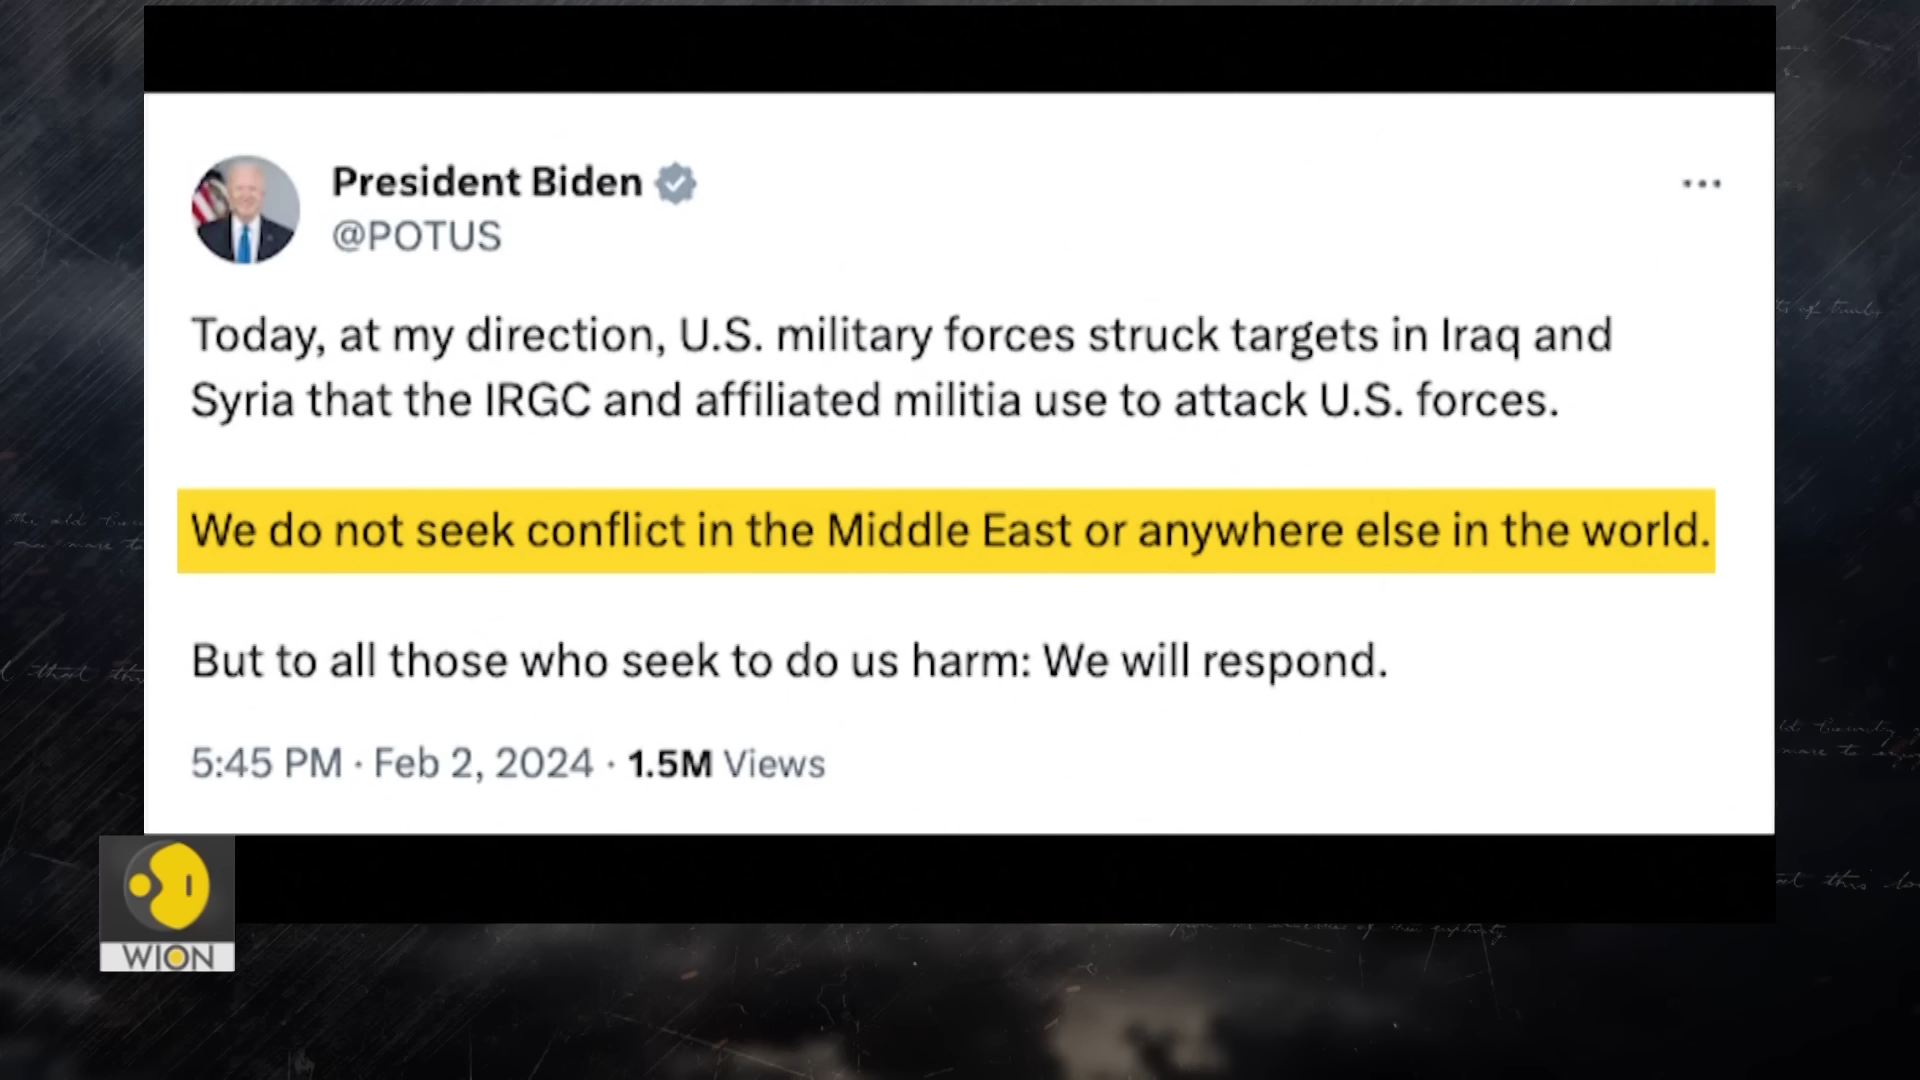 President Biden
@POTUS
Today, at my direction, U.S. military forces struck targets in Iraq and
Syria that the IRGC and affiliated militia use to attack U.S. forces.
We do not seek conflict in the Middle East or anywhere else in the world.
But to all those who seek to do us harm: We will respond.
5:45 PM · Feb 2, 2024 · 1.5M Views
WION